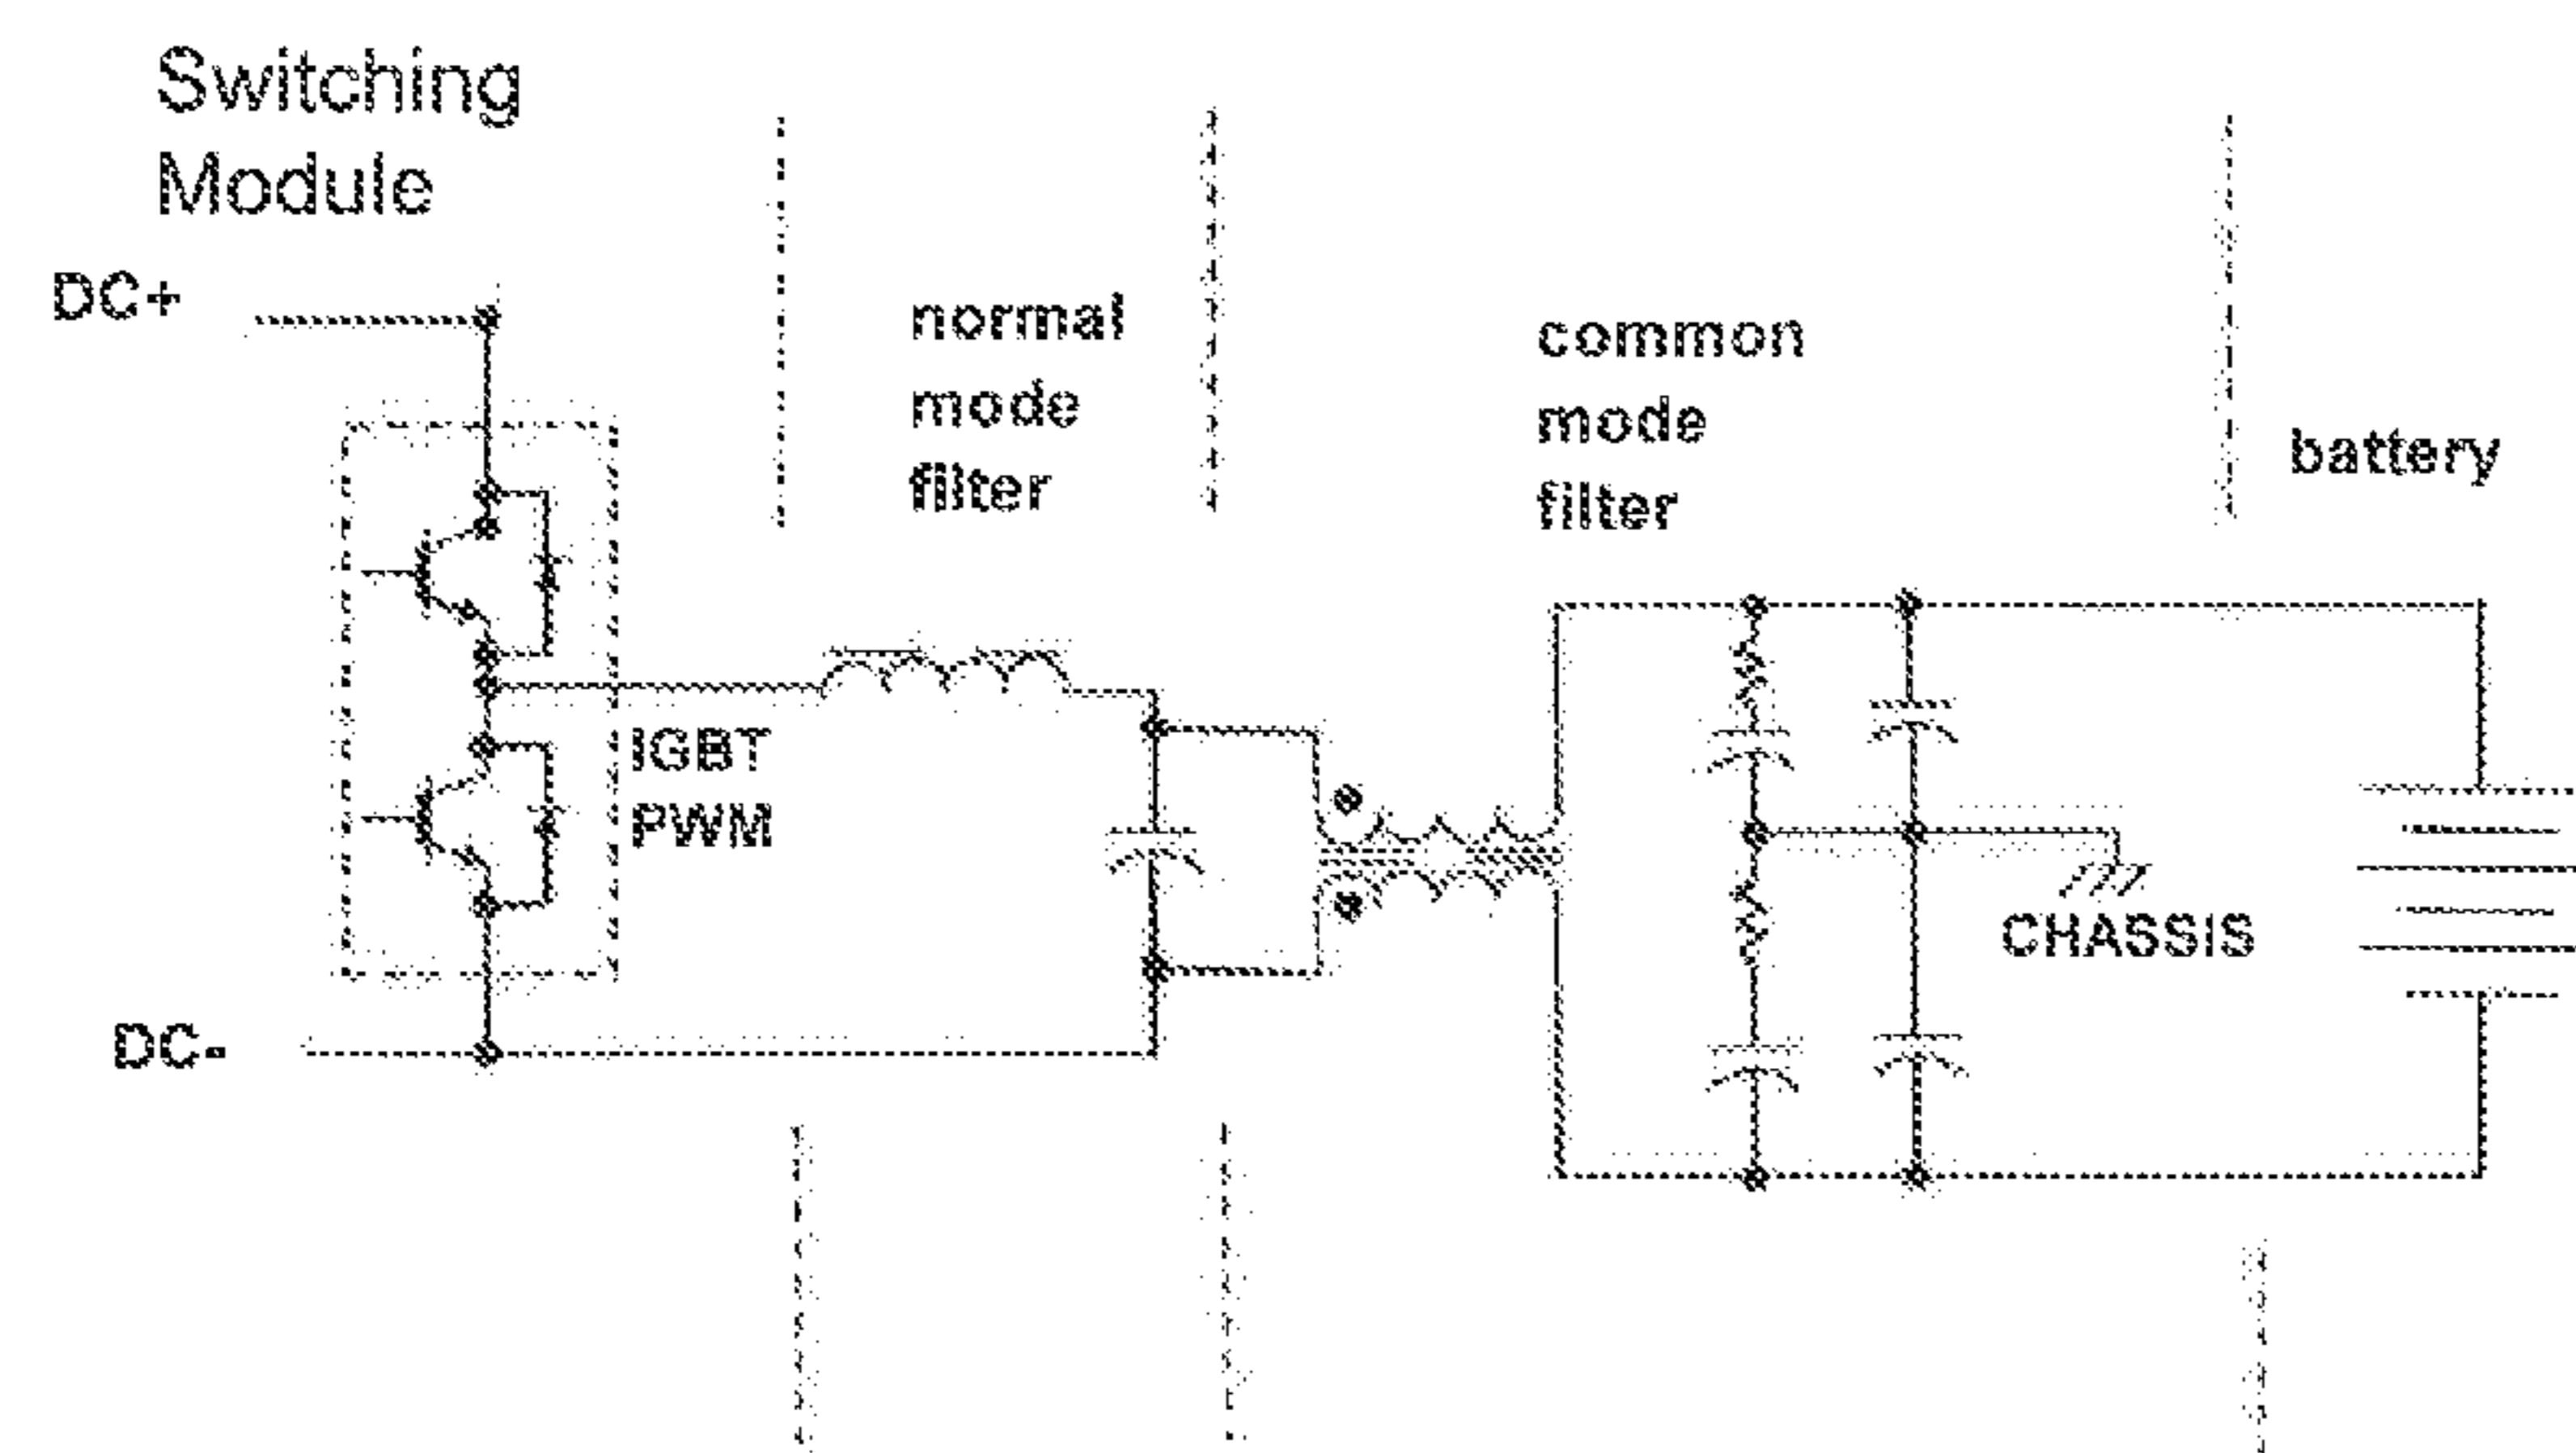 Switching
Module
DC+
normal
mode
filter
common
mode
filter
battery
IGBT
PWM
CHASSIS
DC-